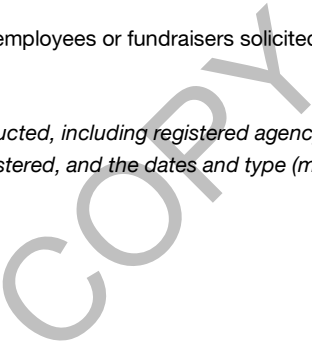 employees or fundraisers solicited
ucted, including registered agenc
stered, and the dates and type (m
COPY